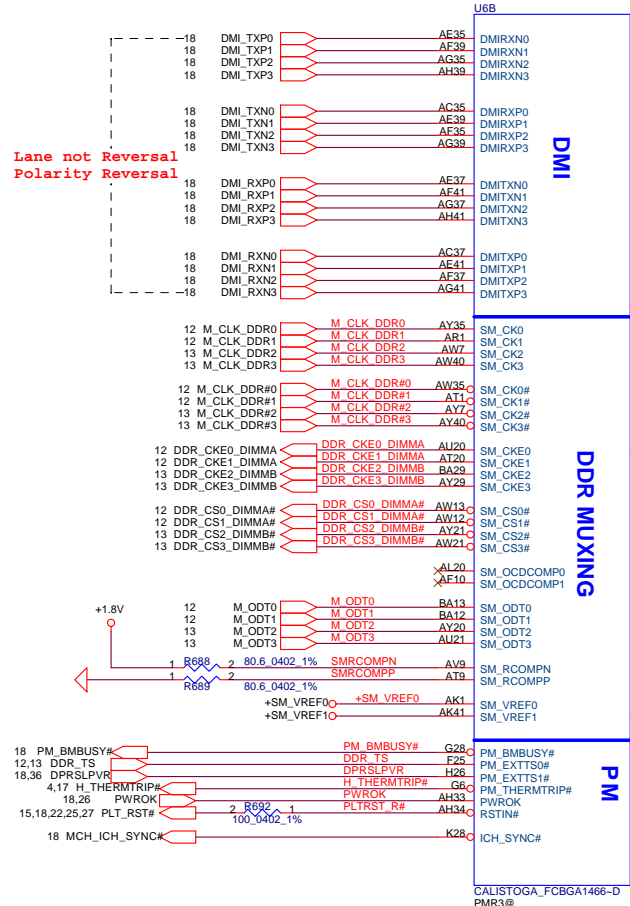 U6B
18 DMI_TXP0 AE35 DMIRXN0
18 DMI_TXP1 AF39 DMIRXN1
18 DMI_TXP2 AG35 DMIRXN2
18 DMI_TXP3 AH39 DMIRXN3
18 DMI_TXN0 AC35 DMIRXP0
18 DMI_TXN1 AE39 DMIRXP1
18 DMI_TXN2 AF35 DMIRXP2
18 DMI_TXN3 AG39 DMIRXP3
Lane not Reversal
Polarity Reversal
DMI
18 DMI_RXP0 AE37 DMITXN0
18 DMI_RXP1 AF41 DMITXN1
18 DMI_RXP2 AG37 DMITXN2
18 DMI_RXP3 AH41 DMITXN3
18 DMI_RXN0 AC37 DMITXP0
18 DMI_RXN1 AE41 DMITXP1
18 DMI_RXN2 AF37 DMITXP2
18 DMI_RXN3 AG41 DMITXP3
12 M_CLK_DDR0 M_CLK_DDR0 AY35 SM_CK0
12 M_CLK_DDR1 M_CLK_DDR1 AR1 SM_CK1
13 M_CLK_DDR2 M_CLK_DDR2 AW7 SM_CK2
13 M_CLK_DDR3 M_CLK_DDR3 AW40 SM_CK3
12 M_CLK_DDR#0 M_CLK_DDR#0 AW35 SM_CK0#
12 M_CLK_DDR#1 M_CLK_DDR#1 AT1 SM_CK1#
13 M_CLK_DDR#2 M_CLK_DDR#2 AY7 SM_CK2#
13 M_CLK_DDR#3 M_CLK_DDR#3 AY40 SM_CK3#
12 DDR_CKE0_DIMMA DDR_CKE0_DIMMA AU20 SM_CKE0
12 DDR_CKE1_DIMMA DDR_CKE1_DIMMA AT20 SM_CKE1
13 DDR_CKE2_DIMMB DDR_CKE2_DIMMB BA29 SM_CKE2
13 DDR_CKE3_DIMMB DDR_CKE3_DIMMB AY29 SM_CKE3
DDR MUXING
12 DDR_CS0_DIMMA# DDR_CS0_DIMMA# AW13 SM_CS0#
12 DDR_CS1_DIMMA# DDR_CS1_DIMMA# AW12 SM_CS1#
13 DDR_CS2_DIMMB# DDR_CS2_DIMMB# AY21 SM_CS2#
13 DDR_CS3_DIMMB# DDR_CS3_DIMMB# AW21 SM_CS3#
AL20 SM_OCDCOMP0
AF10 SM_OCDCOMP1
+1.8V
12 M_ODT0 M_ODT0 BA13 SM_ODT0
12 M_ODT1 M_ODT1 BA12 SM_ODT1
13 M_ODT2 M_ODT2 AY20 SM_ODT2
13 M_ODT3 M_ODT3 AU21 SM_ODT3
1 R688 2 80.6_0402_1% SMRCOMPN AV9 SM_RCOMPN
1 R689 2 80.6_0402_1% SMRCOMPP AT9 SM_RCOMPP
+SM_VREF0 +SM_VREF0 AK1 SM_VREF0
+SM_VREF1 AK41 SM_VREF1
18 PM_BMBUSY# PM_BMBUSY# G28 PM_BMBUSY#
12,13 DDR_TS DDR_TS F25 PM_EXTTS0#
18,36 DPRSLPVR DPRSLPVR H26 PM_EXTTS1#
4,17 H_THERMTRIP# H_THERMTRIP# G6 PM_THERMTRIP#
18,26 PWROK PWROK AH33 PWROK
15,18,22,25,27 PLT_RST# 2 R692 1 PLTRST_R# AH34 RSTIN#
100_0402_1%
PM
18 MCH_ICH_SYNC# K28 ICH_SYNC#
CALISTOGA_FCBGA1466~D
PMR3@